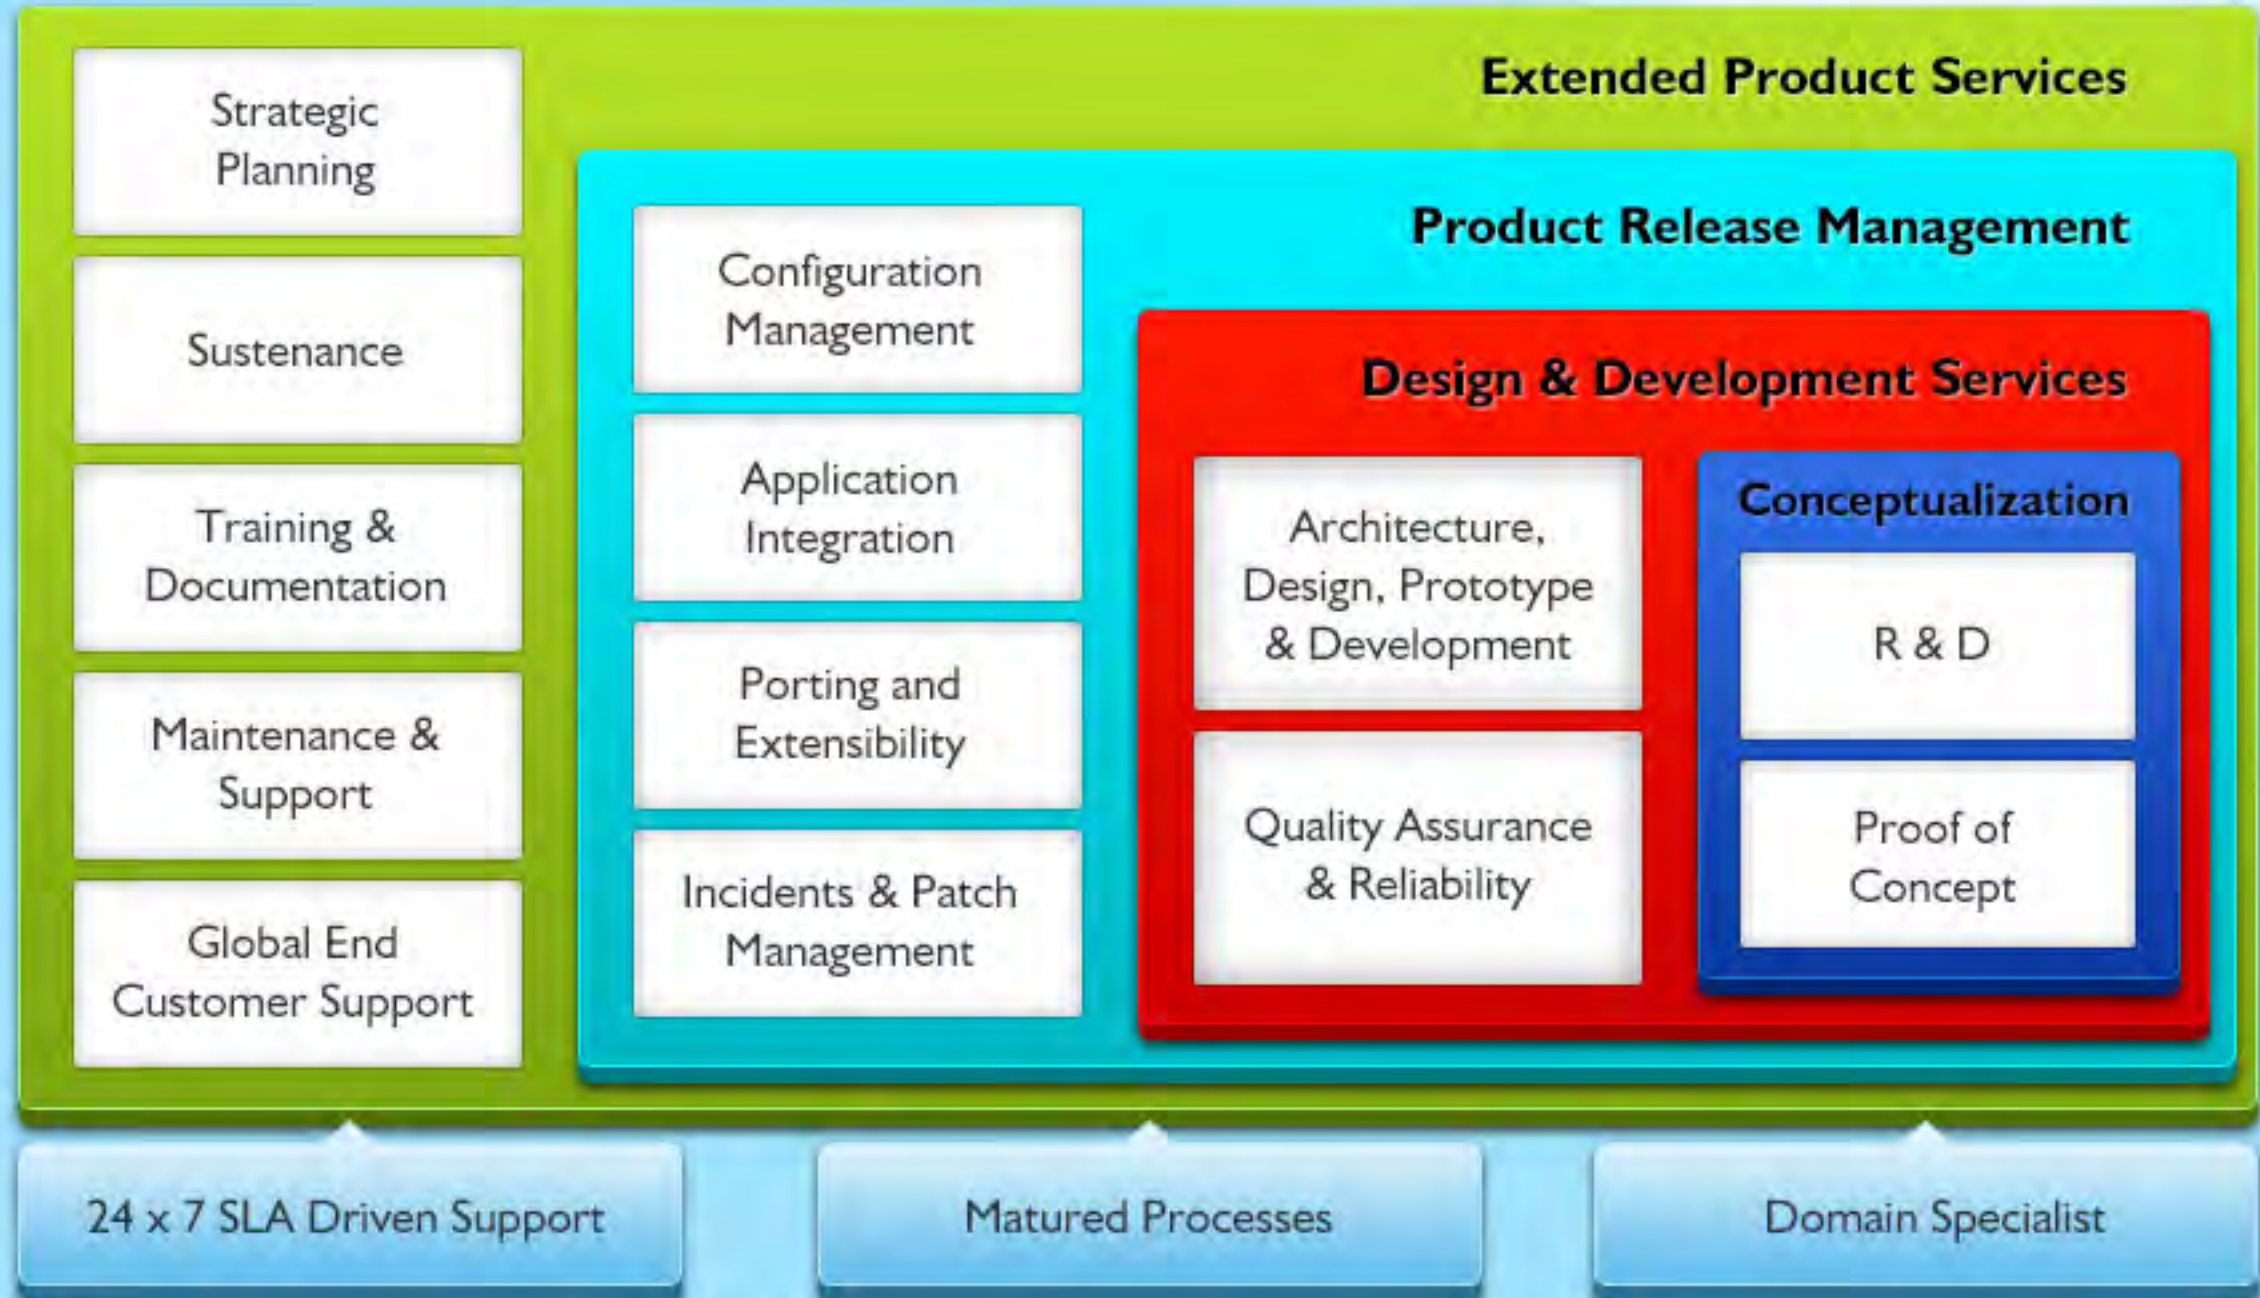 Extended Product Services
Strategic
Planning
Sustenance
Training &
Documentation
Maintenance &
Support
Global End
Customer Support
Product Release Management
Configuration
Management
Application
Integration
Porting and
Extensibility
Incidents & Patch
Management
Design & Development Services
Architecture,
Design, Prototype
& Development
Quality Assurance
& Reliability
Conceptualization
R & D
Proof of
Concept
24 x 7 SLA Driven Support
Matured Processes
Domain Specialist